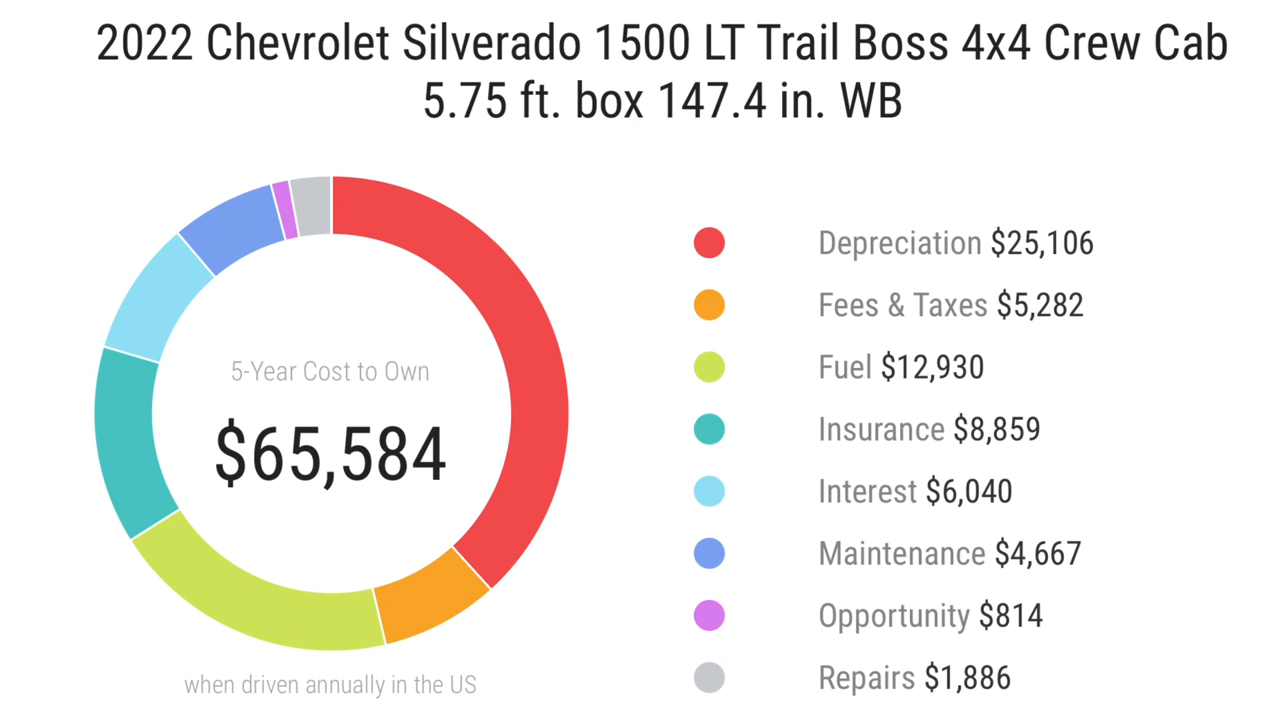 2022 Chevrolet Silverado 1500 LT Trail Boss 4x4 Crew Cab
5.75 ft. box 147.4 in. WB
5-Year Cost to Own
$65,584
when driven annually in the US
Depreciation $25,106
Fees & Taxes $5,282
Fuel $12,930
Insurance $8,859
Interest $6,040
Maintenance $4,667
Opportunity $814
Repairs $1,886